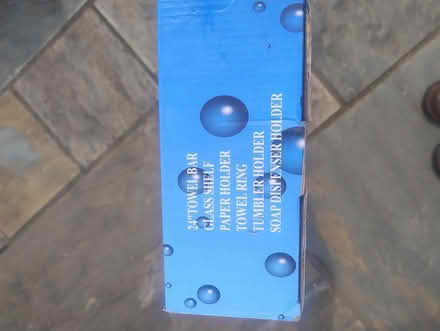 24"TOWEL BAR
GLASS SHELF
PAPER HOLDER
TOWEL RING
TUMBLER HOLDER
SOAP DISPENSER HOLDER